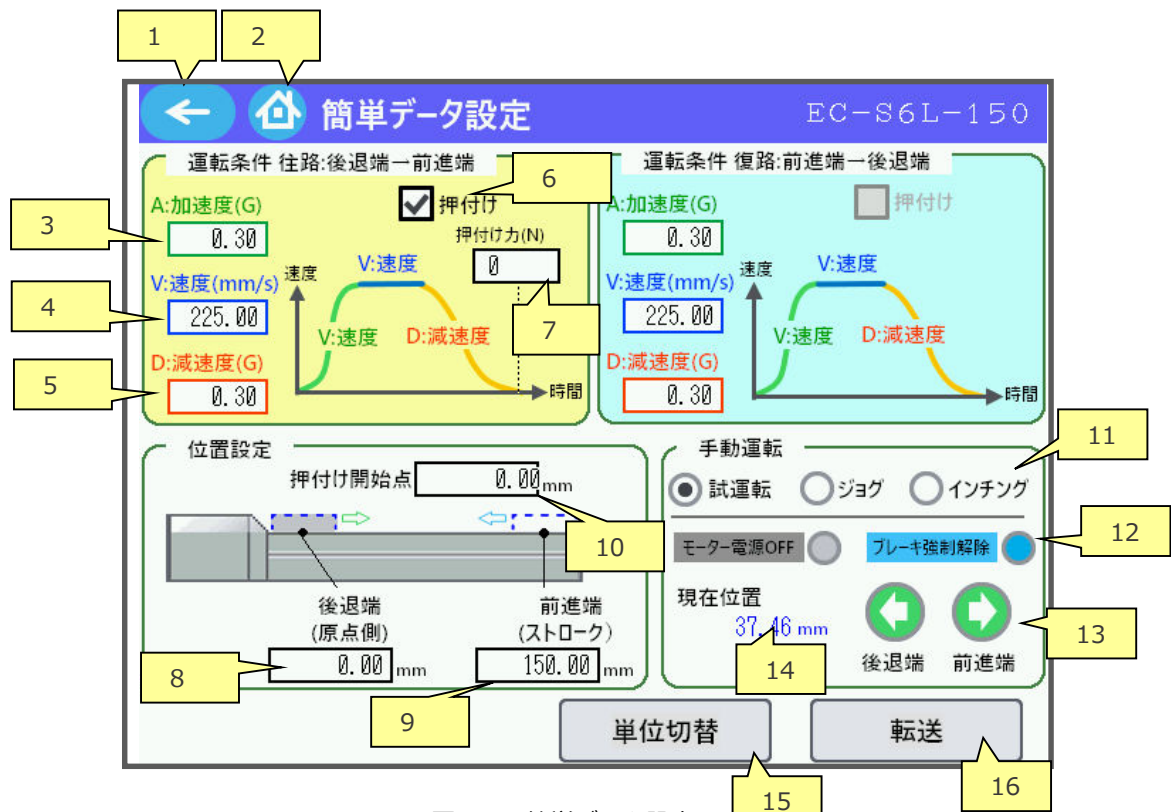 1
2
簡単データ設定
EC-S6L-150
運転条件 往路:後退端→前進端
6
A:加速度(G)
押付け
3
0.30
押付け力(N)
0
V:速度(mm/s)
速度
V:速度
7
4
225.00
V:速度
D:減速度
D:減速度(G)
5
0.30
時間
運転条件 復路:前進端→後退端
A:加速度(G)
押付け
0.30
V:速度(mm/s)
速度
V:速度
225.00
V:速度
D:減速度
D:減速度(G)
0.30
時間
位置設定
押付け開始点
0.00
mm
10
後退端
(原点側)
前進端
(ストローク)
8
0.00
mm
150.00
mm
9
手動運転
11
試運転
ジョグ
インチング
モーター電源OFF
ブレーキ強制解除
12
現在位置
37.46 mm
14
後退端
前進端
13
単位切替
転送
15
16